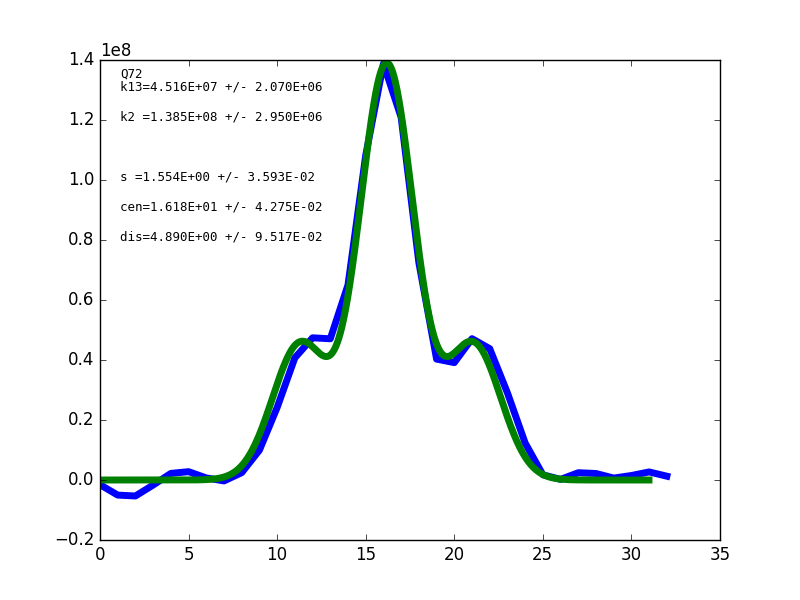 1e8
Q72
k13=4.516E+07 +/- 2.070E+06
k2 =1.385E+08 +/- 2.950E+06
s =1.554E+00 +/- 3.593E-02
cen=1.618E+01 +/- 4.275E-02
dis=4.890E+00 +/- 9.517E-02
1.4
1.2
1.0
0.8
0.6
0.4
0.2
0.0
−0.2
0 5 10 15 20 25 30 35